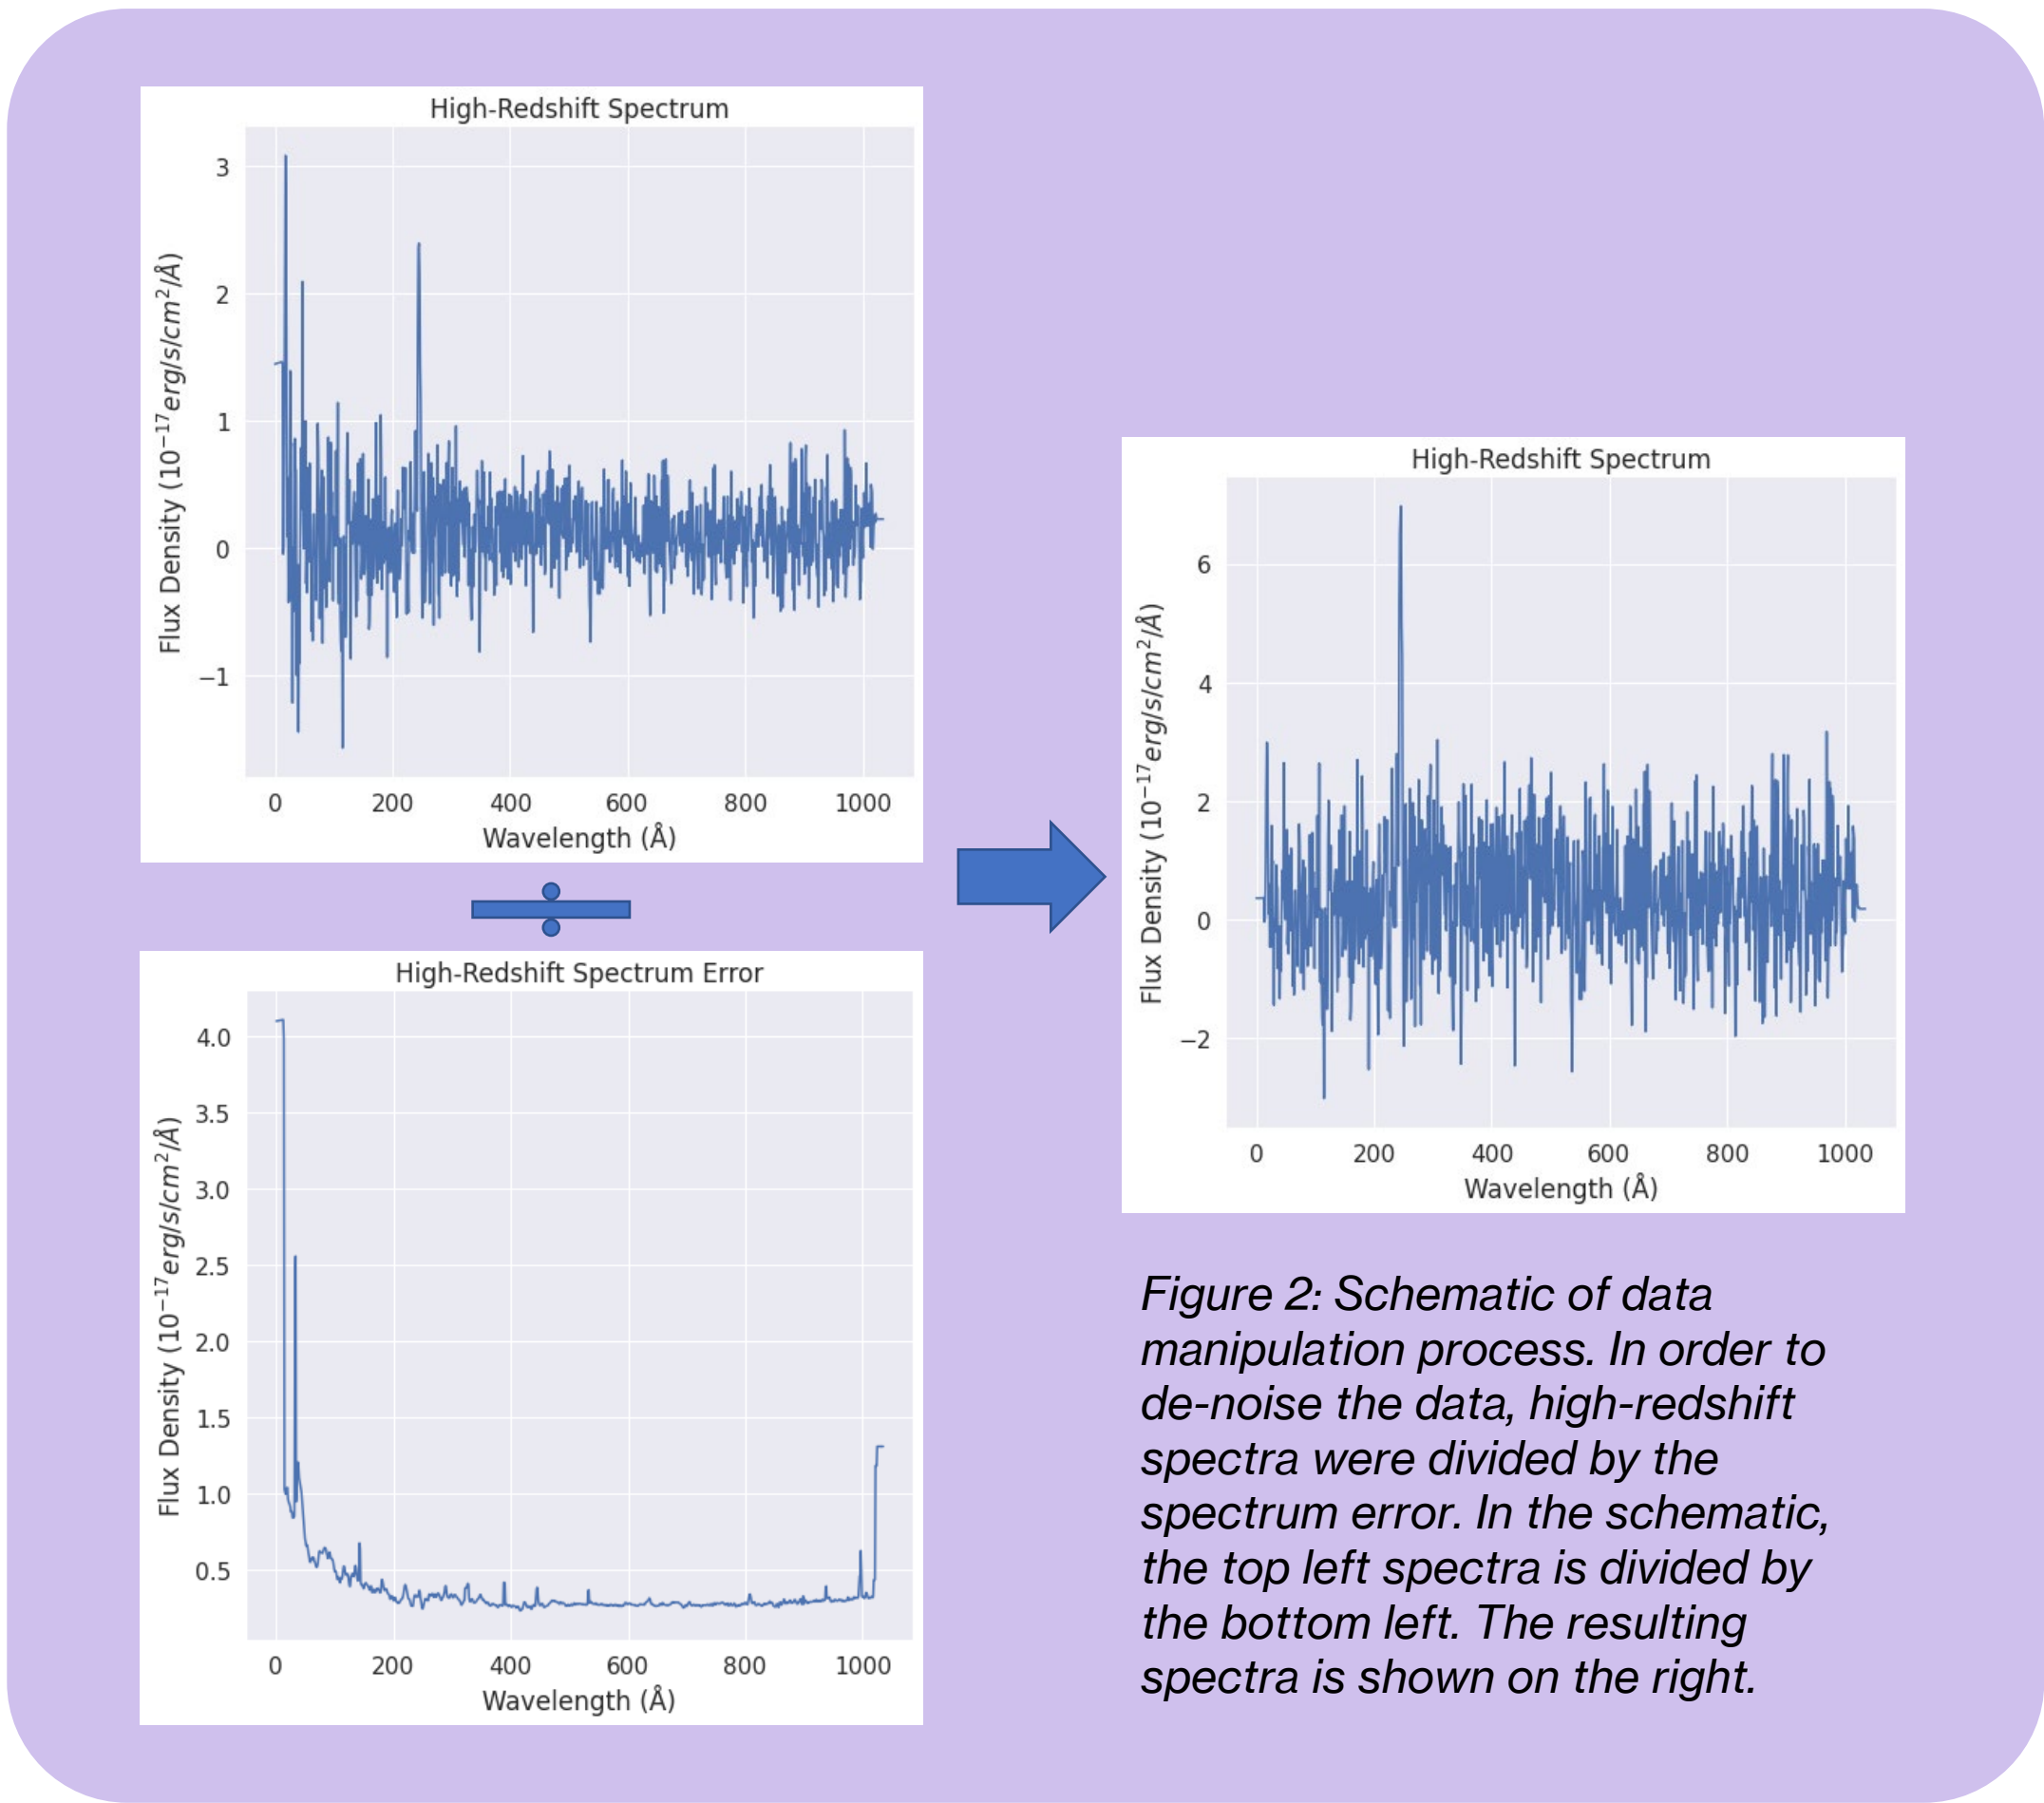 High-Redshift Spectrum
3
2
1
0
−1
Flux Density (10⁻¹⁷erg/s/cm²/Å)
0 200 400 600 800 1000
Wavelength (Å)
High-Redshift Spectrum Error
4.0
3.5
3.0
2.5
2.0
1.5
1.0
0.5
Flux Density (10⁻¹⁷erg/s/cm²/Å)
0 200 400 600 800 1000
Wavelength (Å)
High-Redshift Spectrum
6
4
2
0
−2
Flux Density (10⁻¹⁷erg/s/cm²/Å)
0 200 400 600 800 1000
Wavelength (Å)
Figure 2: Schematic of data
manipulation process. In order to
de-noise the data, high-redshift
spectra were divided by the
spectrum error. In the schematic,
the top left spectra is divided by
the bottom left. The resulting
spectra is shown on the right.